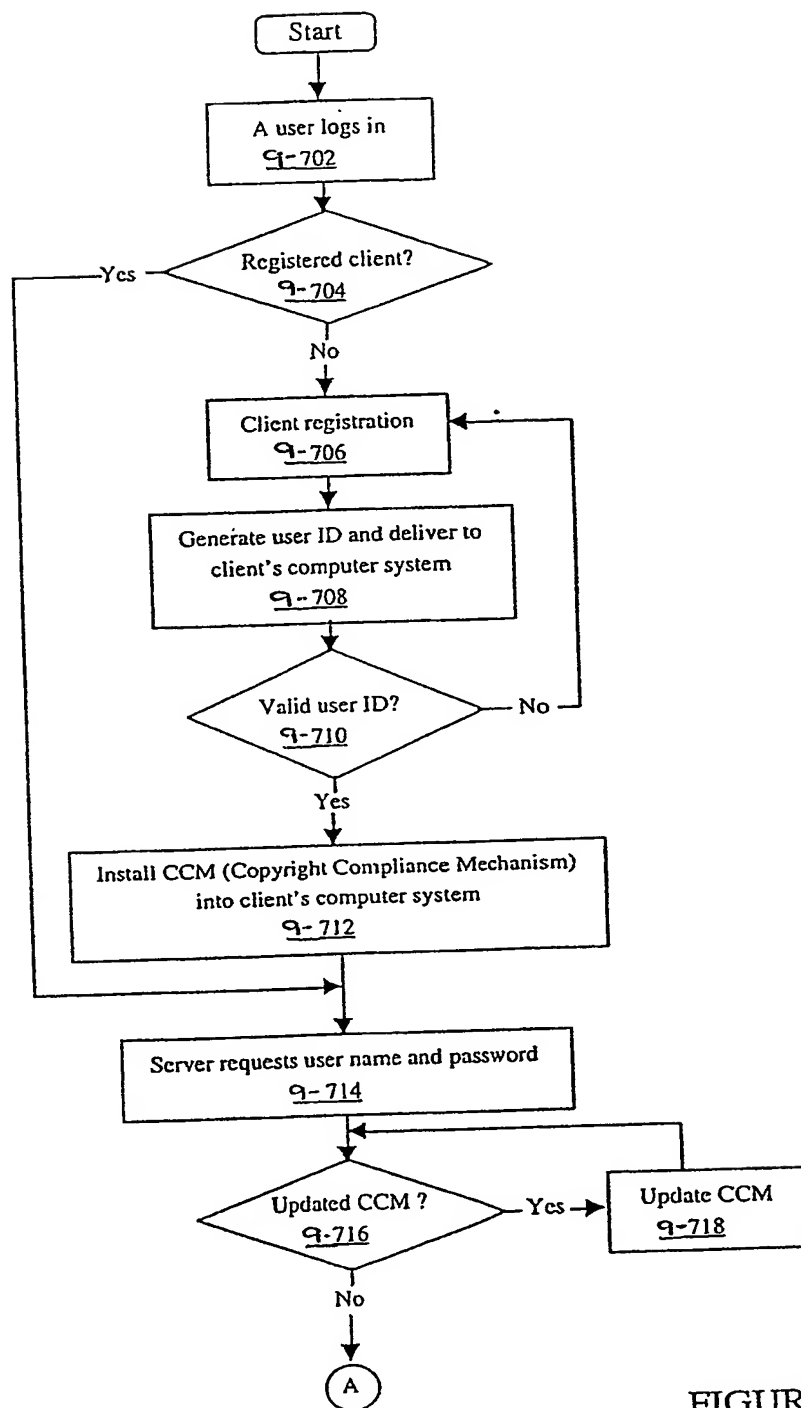 Start
A user logs in
9-702
Registered client?
9-704
Yes
No
Client registration
9-706
Generate user ID and deliver to
client's computer system
9-708
Valid user ID?
9-710
No
Yes
Install CCM (Copyright Compliance Mechanism)
into client's computer system
9-712
Server requests user name and password
9-714
Updated CCM ?
9-716
Yes
Update CCM
9-718
No
A